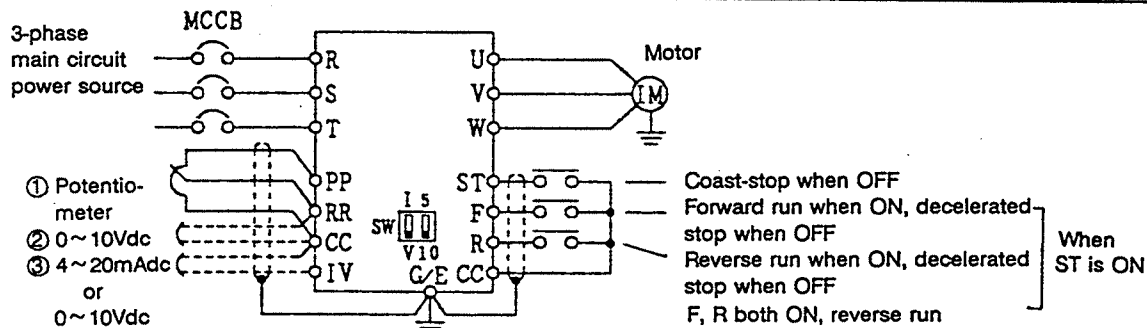 MCCB
3-phase
main circuit
power source
R
S
T
U
V
W
Motor
IM
① Potentio-
meter
② 0~10Vdc
③ 4~20mAdc
or
0~10Vdc
PP
RR
CC
IV
SW
I 5
V 10
G/E
ST
F
R
CC
Coast-stop when OFF
Forward run when ON, decelerated
stop when OFF
Reverse run when ON, decelerated
stop when OFF
F, R both ON, reverse run
When
ST is ON